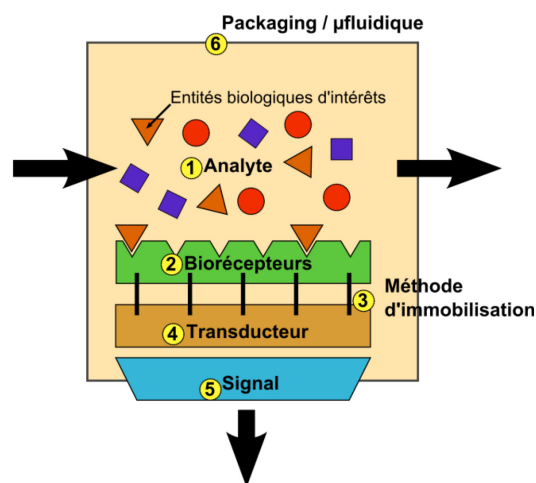 Packaging / µfluidique
6
Entités biologiques d'intérêts
1 Analyte
2 Biorécepteurs
3
Méthode
d'immobilisation
4 Transducteur
5 Signal